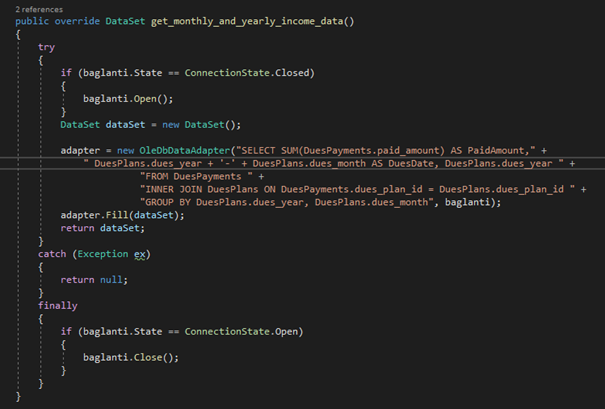 2 references
public override DataSet get_monthly_and_yearly_income_data()
{
try
{
if (baglanti.State == ConnectionState.Closed)
{
baglanti.Open();
}
DataSet dataSet = new DataSet();
adapter = new OleDbDataAdapter("SELECT SUM(DuesPayments.paid_amount) AS PaidAmount," +
" DuesPlans.dues_year + '-' + DuesPlans.dues_month AS DuesDate, DuesPlans.dues_year " +
"FROM DuesPayments " +
"INNER JOIN DuesPlans ON DuesPayments.dues_plan_id = DuesPlans.dues_plan_id " +
"GROUP BY DuesPlans.dues_year, DuesPlans.dues_month", baglanti);
adapter.Fill(dataSet);
return dataSet;
}
catch (Exception ex)
{
return null;
}
finally
{
if (baglanti.State == ConnectionState.Open)
{
baglanti.Close();
}
}
}